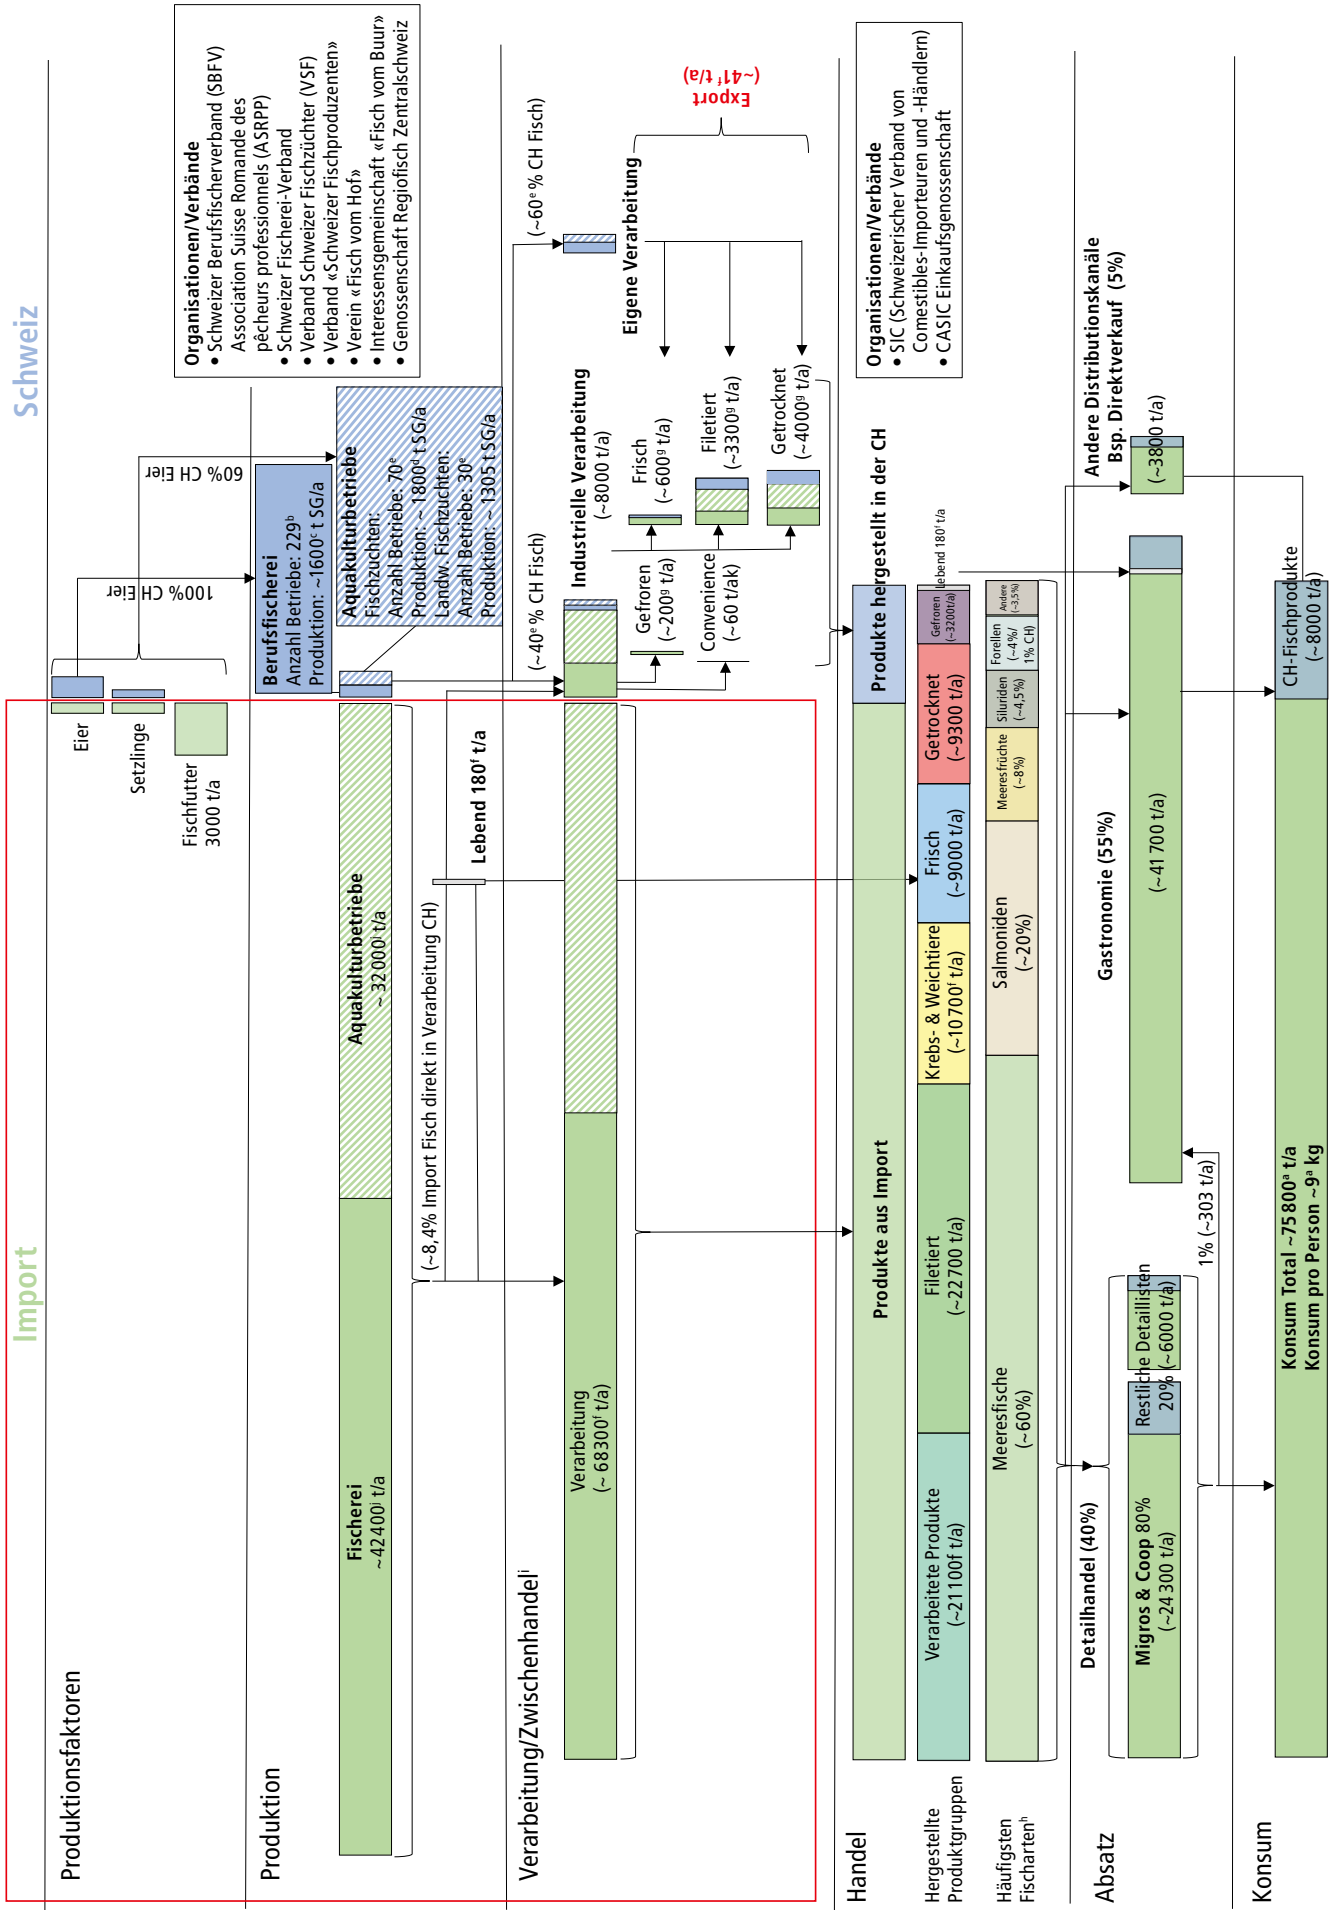 Import
Schweiz
Produktionsfaktoren
Eier
Setzlinge
Fischfutter
3000 t/a
100% CH Eier
60% CH Eier
Organisationen/Verbände
• Schweizer Berufsfischerverband (SBFV)
Association Suisse Romande des
pêcheurs professionnels (ASRPP)
• Schweizer Fischerei-Verband
• Verband Schweizer Fischzüchter (VSF)
• Verband «Schweizer Fischproduzenten»
• Verein «Fisch vom Hof»
• Interessensgemeinschaft «Fisch vom Buur»
• Genossenschaft Regiofisch Zentralschweiz
Produktion
Fischerei
~42400ʲ t/a
Aquakulturbetriebe
~ 32000ʲ t/a
Berufsfischerei
Anzahl Betriebe: 229ᵇ
Produktion: ~1600ᶜ t SG/a
Aquakulturbetriebe
Fischzuchten:
Anzahl Betriebe: 70ᵉ
Produktion: ~ 1800ᵈ t SG/a
Landw. Fischzuchten:
Anzahl Betriebe: 30ᵉ
Produktion: ~ 1305 t SG/a
(~8,4% Import Fisch direkt in Verarbeitung CH)
Lebend 180ᶠ t/a
(~40ᵉ % CH Fisch)
(~60ᵉ % CH Fisch)
Verarbeitung/Zwischenhandelⁱ
Verarbeitung
(~ 68300ᶠ t/a)
Industrielle Verarbeitung
(~8000 t/a)
Eigene Verarbeitung
Gefroren
(~200ᵍ t/a)
Convenience
(~60 t/ak)
Frisch
(~600ᵍ t/a)
Filetiert
(~3300ᵍ t/a)
Getrocknet
(~4000ᵍ t/a)
Export
(~41ᶠ t/a)
Handel
Produkte aus Import
Produkte hergestellt in der CH
Organisationen/Verbände
• SIC (Schweizerischer Verband von
Comestibles-Importeuren und -Händlern)
• CASIC Einkaufsgenossenschaft
Hergestellte
Produktgruppen
Verarbeitete Produkte
(~21100f t/a)
Filetiert
(~22 700 t/a)
Krebs- & Weichtiere
(~10 700ᶠ t/a)
Frisch
(~9000 t/a)
Getrocknet
(~9300 t/a)
Gefroren
(~3200t/a)
Lebend 180ᶠ t/a
Häufigsten
Fischartenʰ
Meeresfische
(~60%)
Salmoniden
(~20%)
Meeresfrüchte
(~8%)
Siluriden
(~4,5%)
Forellen
(~4%/
1% CH)
Andere
(~3,5%)
Absatz
Detailhandel (40%)
Migros & Coop 80%
(~24 300 t/a)
Restliche Detaillisten
20% (~6000 t/a)
Gastronomie (55ˡ%)
(~41 700 t/a)
Andere Distributionskanäle
Bsp. Direktverkauf (5%)
(~3800 t/a)
1% (~303 t/a)
Konsum
Konsum Total ~75 800ᵃ t/a
Konsum pro Person ~9ᵃ kg
CH-Fischprodukte
(~8000 t/a)